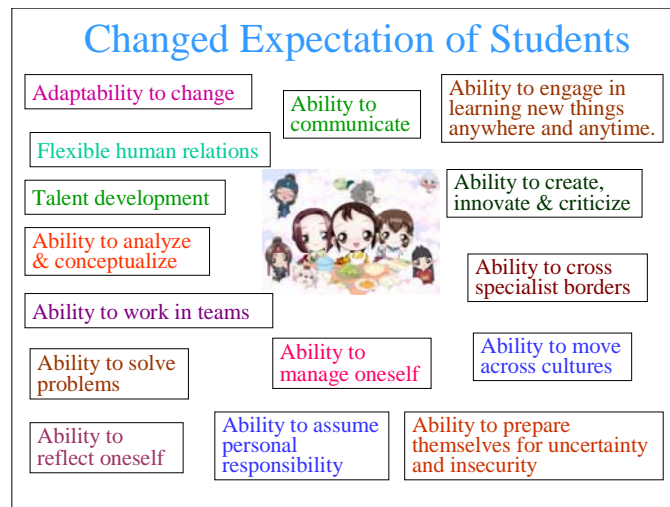 Changed Expectation of Students
Adaptability to change
Ability to
communicate
Ability to engage in
learning new things
anywhere and anytime.
Flexible human relations
Talent development
Ability to create,
innovate & criticize
Ability to analyze
& conceptualize
Ability to cross
specialist borders
Ability to work in teams
Ability to solve
problems
Ability to
manage oneself
Ability to move
across cultures
Ability to
reflect oneself
Ability to assume
personal
responsibility
Ability to prepare
themselves for uncertainty
and insecurity